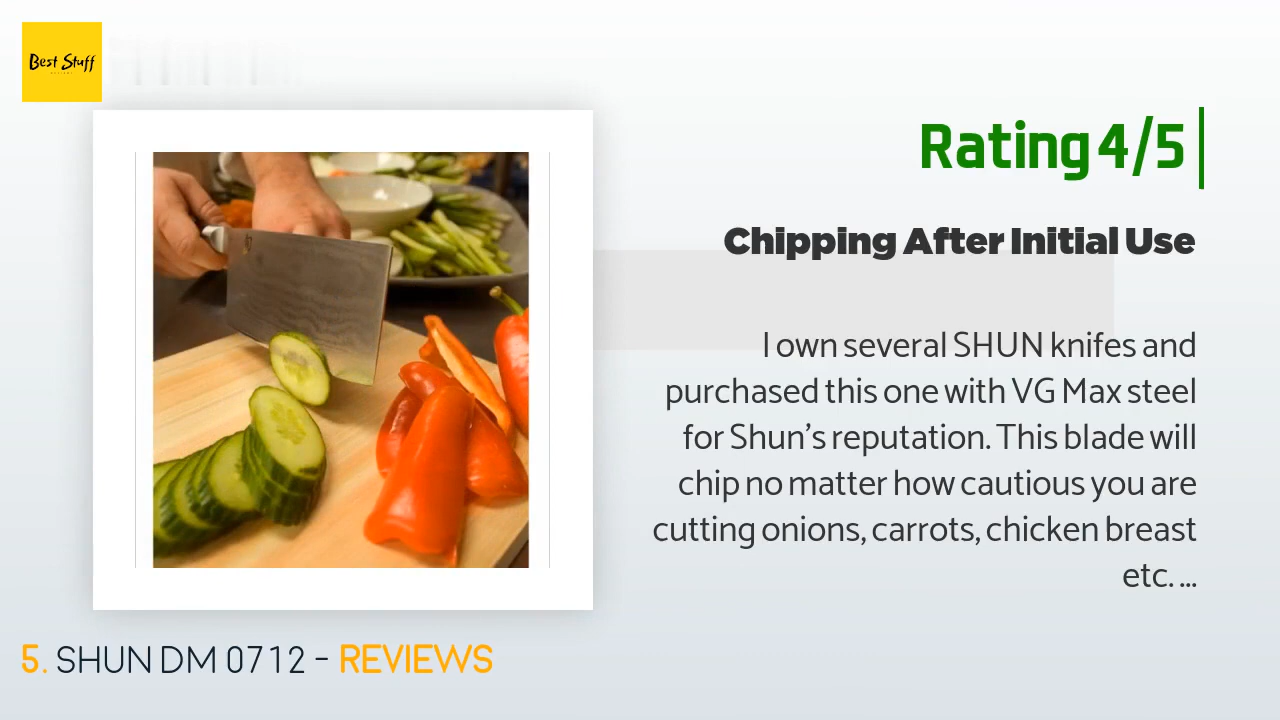 Best Stuff
Rating 4/5
Chipping After Initial Use
I own several SHUN knifes and
purchased this one with VG Max steel
for Shun's reputation. This blade will
chip no matter how cautious you are
cutting onions, carrots, chicken breast
etc. ...
5. SHUN DM 0712 - REVIEWS